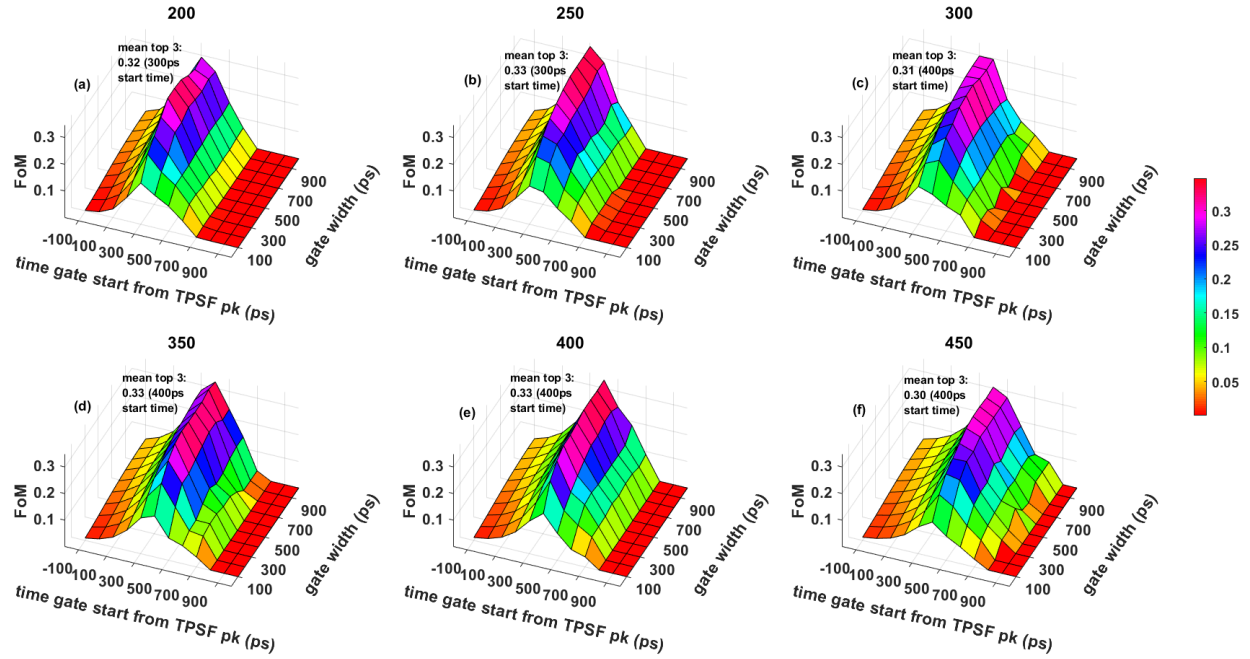 200
250
300
mean top 3:
0.32 (300ps
start time)
mean top 3:
0.33 (300ps
start time)
mean top 3:
0.31 (400ps
start time)
(a)
(b)
(c)
FoM
0.3
0.2
0.1
-100
100
300
500
700
900
time gate start from TPSF pk (ps)
100
300
500
700
900
gate width (ps)
FoM
0.3
0.2
0.1
-100
100
300
500
700
900
time gate start from TPSF pk (ps)
100
300
500
700
900
gate width (ps)
FoM
0.3
0.2
0.1
-100
100
300
500
700
900
time gate start from TPSF pk (ps)
100
300
500
700
900
gate width (ps)
0.3
0.25
0.2
0.15
0.1
0.05
350
400
450
mean top 3:
0.33 (400ps
start time)
mean top 3:
0.33 (400ps
start time)
mean top 3:
0.30 (400ps
start time)
(d)
(e)
(f)
FoM
0.3
0.2
0.1
-100
100
300
500
700
900
time gate start from TPSF pk (ps)
100
300
500
700
900
gate width (ps)
FoM
0.3
0.2
0.1
-100
100
300
500
700
900
time gate start from TPSF pk (ps)
100
300
500
700
900
gate width (ps)
FoM
0.3
0.2
0.1
-100
100
300
500
700
900
time gate start from TPSF pk (ps)
100
300
500
700
900
gate width (ps)